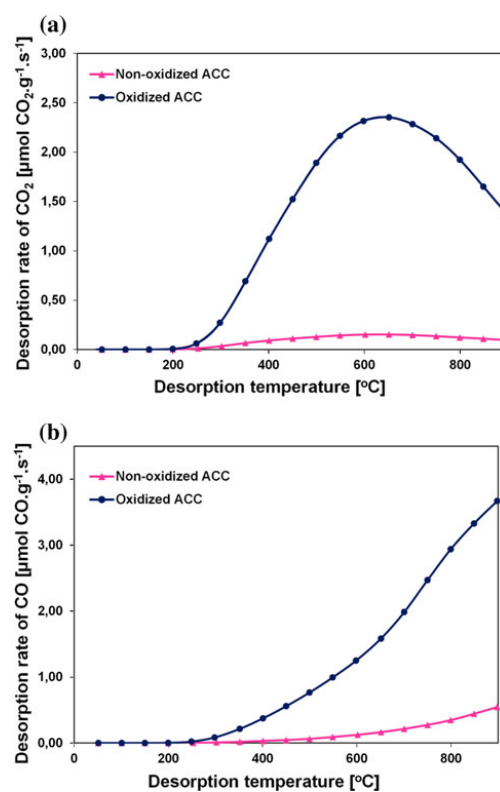 (a)
Desorption rate of CO₂ [µmol CO₂.g⁻¹.s⁻¹]
3,00
2,50
2,00
1,50
1,00
0,50
0,00
Non-oxidized ACC
Oxidized ACC
0 200 400 600 800
Desorption temperature [ºC]
(b)
Desorption rate of CO [µmol CO.g⁻¹.s⁻¹]
4,00
3,00
2,00
1,00
0,00
Non-oxidized ACC
Oxidized ACC
0 200 400 600 800
Desorption temperature [ºC]